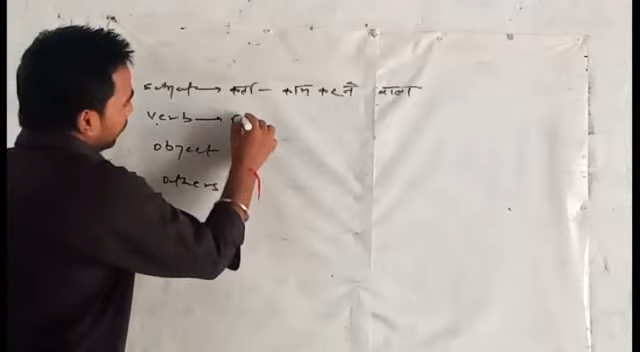 Subject → कर्ता - काम करने वाला
Verb →
object
others